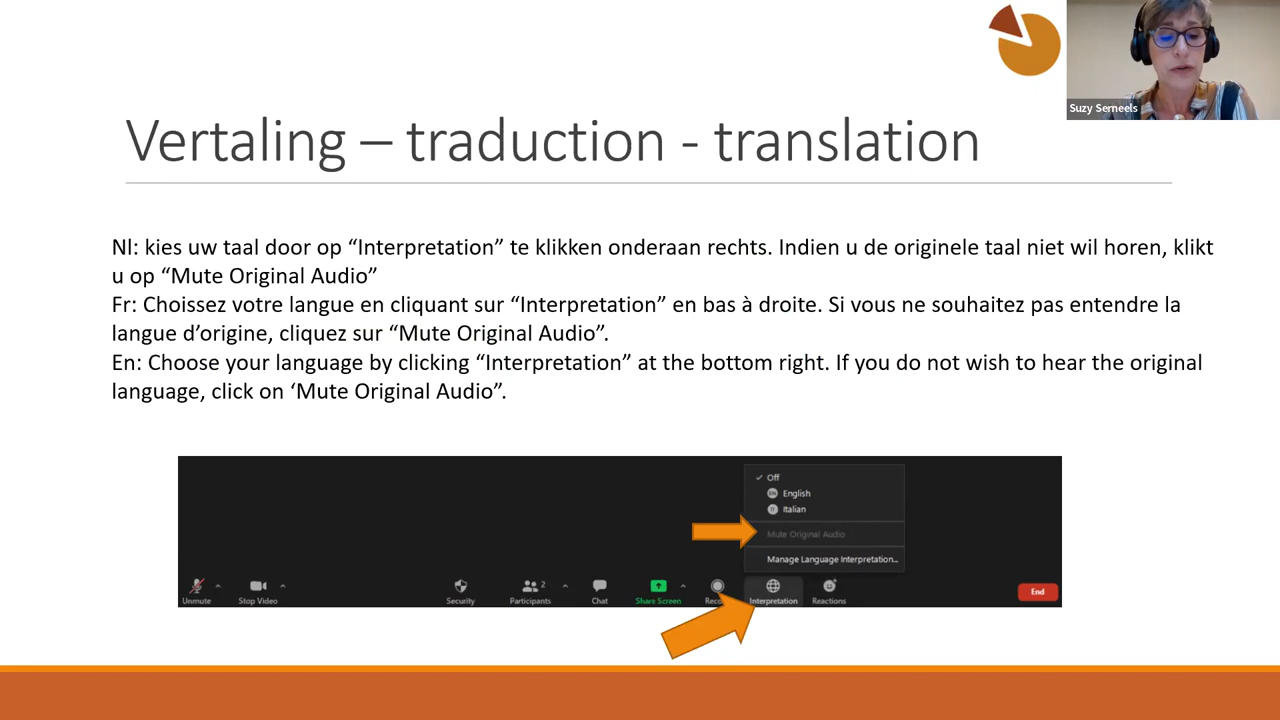 Suzy Serneels
Vertaling – traduction - translation
Nl: kies uw taal door op “Interpretation” te klikken onderaan rechts. Indien u de originele taal niet wil horen, klikt
u op “Mute Original Audio”
Fr: Choissez votre langue en cliquant sur “Interpretation” en bas à droite. Si vous ne souhaitez pas entendre la
langue d’origine, cliquez sur “Mute Original Audio”.
En: Choose your language by clicking “Interpretation” at the bottom right. If you do not wish to hear the original
language, click on ‘Mute Original Audio”.
Off
EN English
IT Italian
Mute Original Audio
Manage Language Interpretation...
Unmute
Stop Video
Security
Participants 2
Chat
Share Screen
Interpretation
Reactions
End